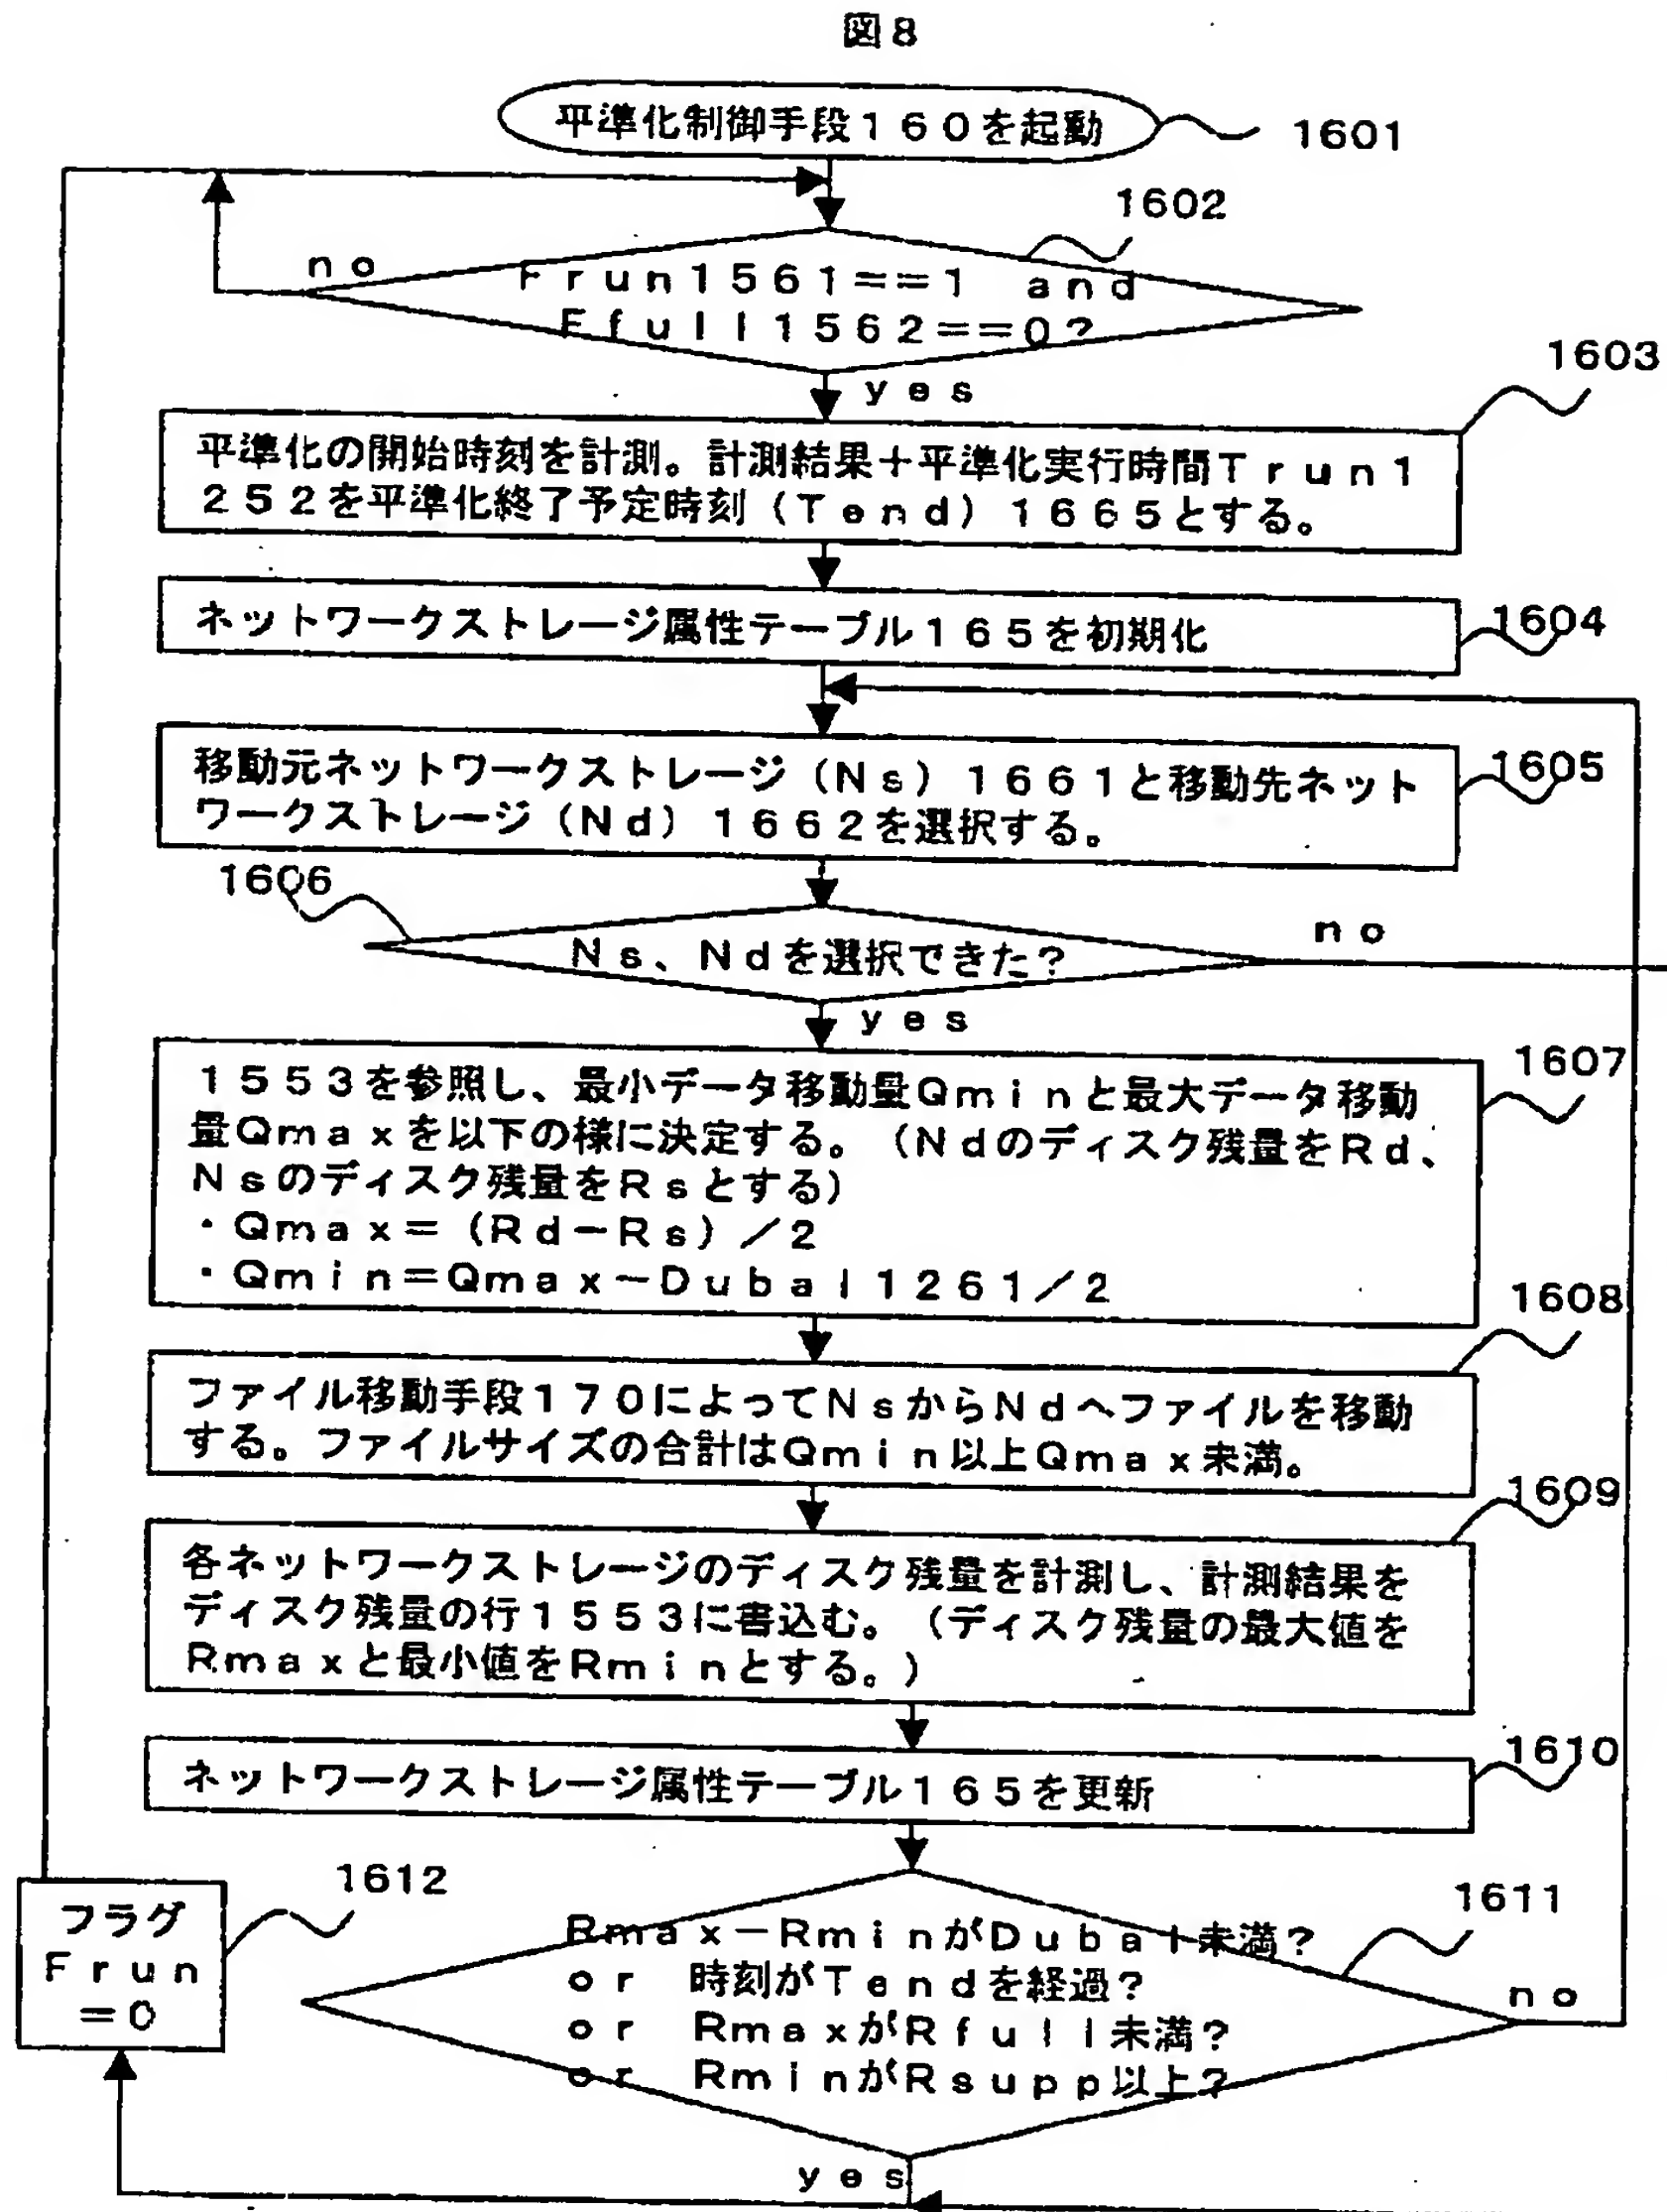 図8
平準化制御手段160を起動
1601
1602
no
Frun1561==1 and
Ffull1562==0?
yes
1603
平準化の開始時刻を計測。計測結果+平準化実行時間Trun1
252を平準化終了予定時刻(Tend)1665とする。
ネットワークストレージ属性テーブル165を初期化
1604
移動元ネットワークストレージ(Ns)1661と移動先ネット
ワークストレージ(Nd)1662を選択する。
1605
1606
Ns、Ndを選択できた?
no
yes
1607
1553を参照し、最小データ移動量Qminと最大データ移動
量Qmaxを以下の様に決定する。(Ndのディスク残量をRd、
Nsのディスク残量をRsとする)
・Qmax=(Rd-Rs)/2
・Qmin=Qmax-Dubal1261/2
1608
ファイル移動手段170によってNsからNdへファイルを移動
する。ファイルサイズの合計はQmin以上Qmax未満。
1609
各ネットワークストレージのディスク残量を計測し、計測結果を
ディスク残量の行1553に書込む。(ディスク残量の最大値を
Rmaxと最小値をRminとする。)
1610
ネットワークストレージ属性テーブル165を更新
1612
フラグ
Frun
=0
1611
Rmax-RminがDubal未満?
or 時刻がTendを経過?
or RmaxがRfull未満?
or RminがRsupp以上?
no
yes